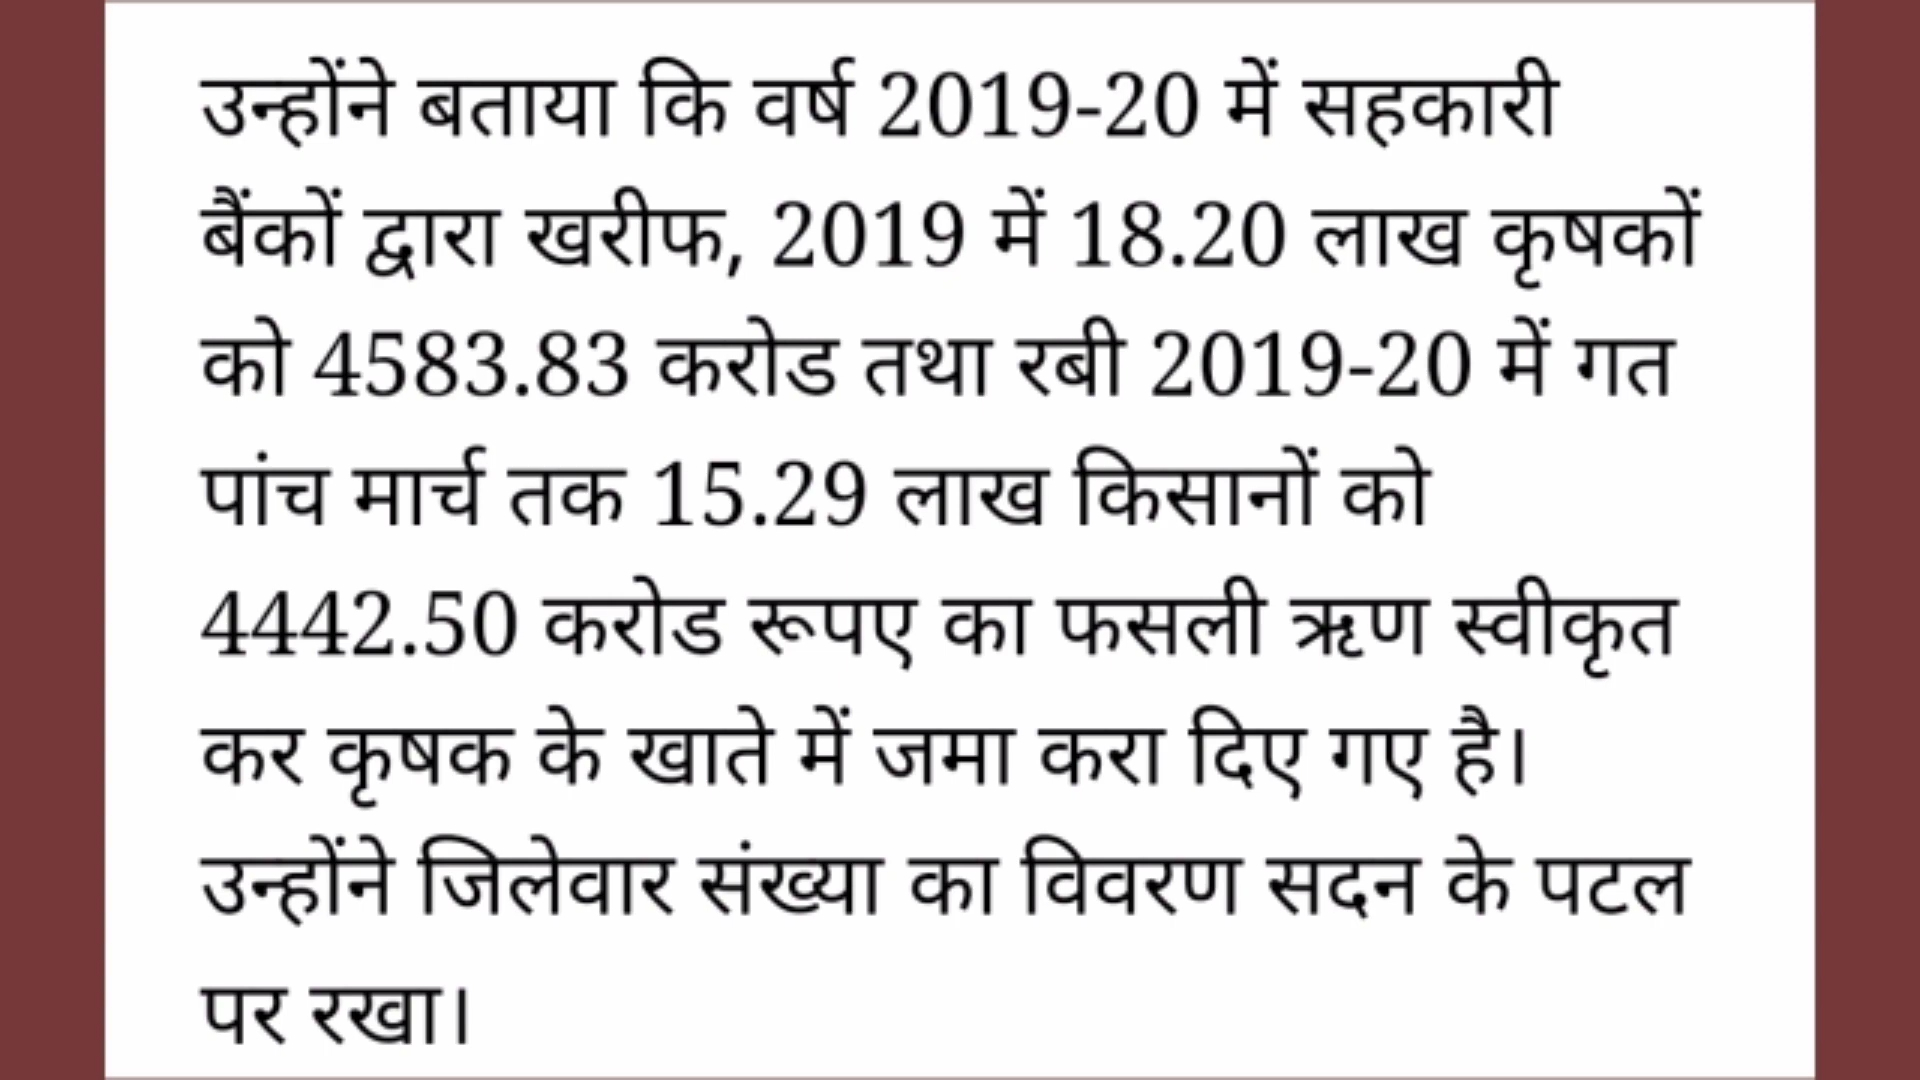 उन्होंने बताया कि वर्ष 2019-20 में सहकारी
बैंकों द्वारा खरीफ, 2019 में 18.20 लाख कृषकों
को 4583.83 करोड तथा रबी 2019-20 में गत
पांच मार्च तक 15.29 लाख किसानों को
4442.50 करोड रूपए का फसली ऋण स्वीकृत
कर कृषक के खाते में जमा करा दिए गए है।
उन्होंने जिलेवार संख्या का विवरण सदन के पटल
पर रखा।